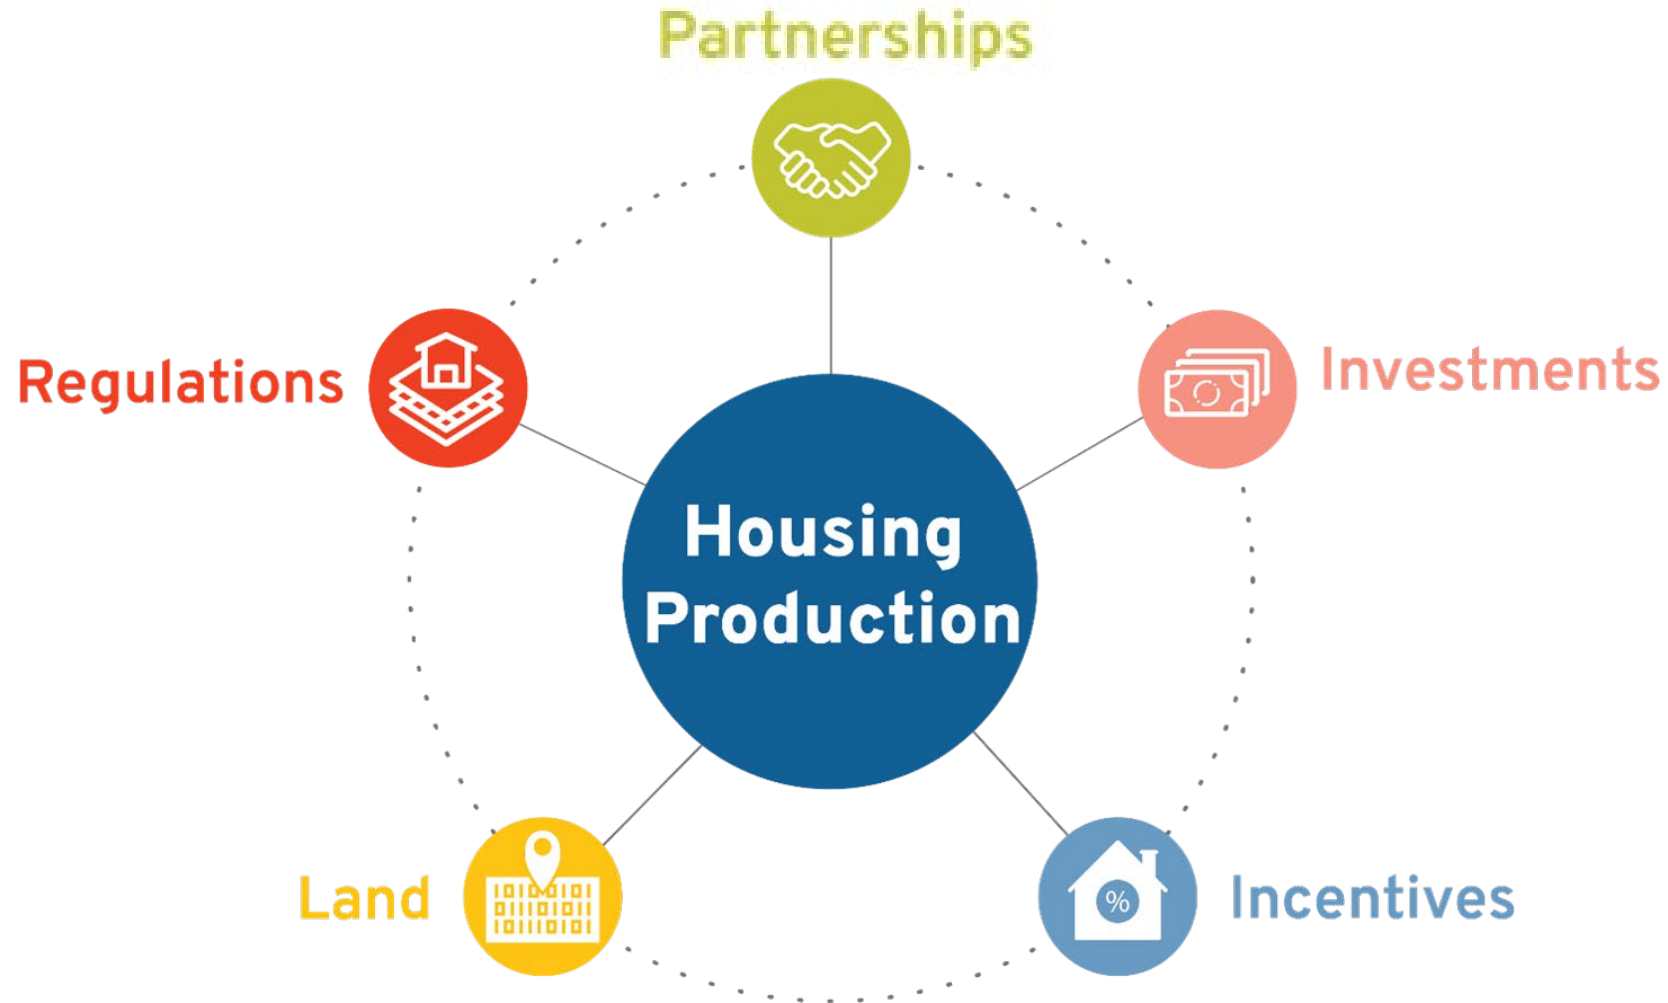 Partnerships
Regulations
Investments
Housing
Production
Land
Incentives
%